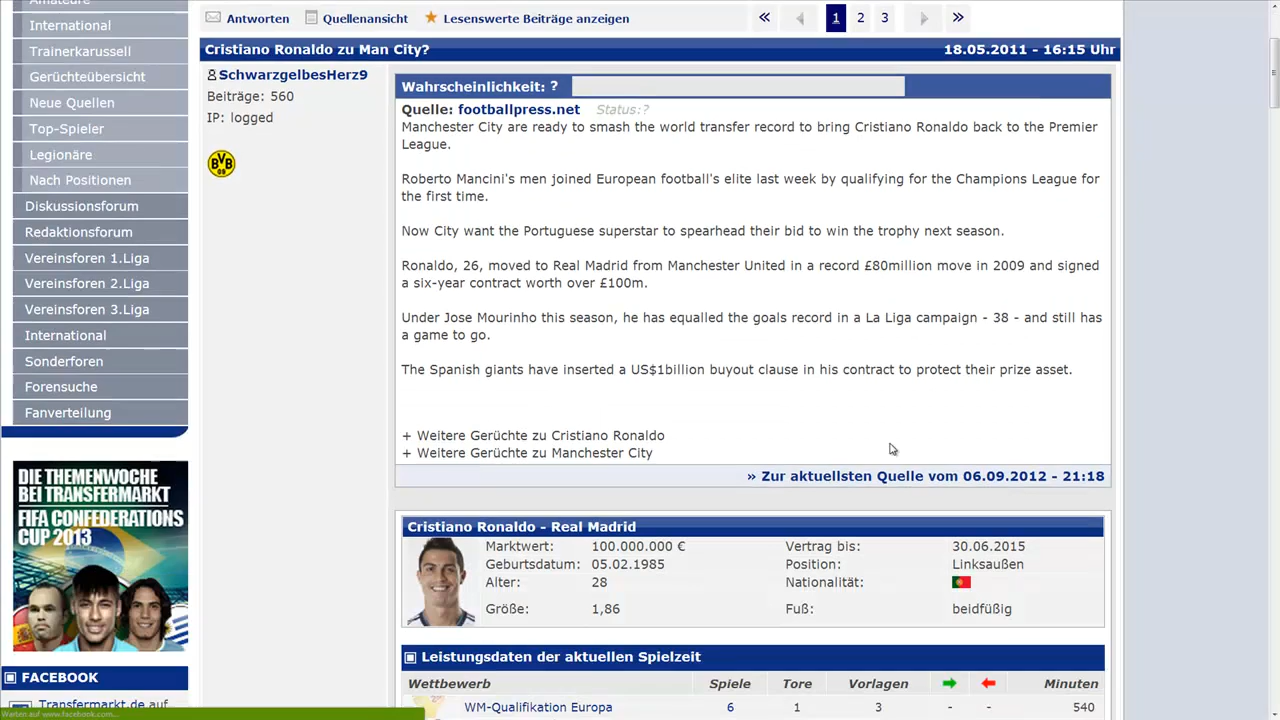 Amateure
International
Trainerkarussell
Gerüchteübersicht
Neue Quellen
Top-Spieler
Legionäre
Nach Positionen
Diskussionsforum
Redaktionsforum
Vereinsforen 1.Liga
Vereinsforen 2.Liga
Vereinsforen 3.Liga
International
Sonderforen
Forensuche
Fanverteilung
DIE THEMENWOCHE
BEI TRANSFERMARKT
FIFA CONFEDERATIONS
CUP 2013
FACEBOOK
Transfermarkt.de auf
Warten auf www.facebook.com...
Antworten Quellenansicht Lesenswerte Beiträge anzeigen « 1 2 3 »
Cristiano Ronaldo zu Man City? 18.05.2011 - 16:15 Uhr
SchwarzgelbesHerz9
Beiträge: 560
IP: logged
BVB
09
Wahrscheinlichkeit: ?
Quelle: footballpress.net Status:?
Manchester City are ready to smash the world transfer record to bring Cristiano Ronaldo back to the Premier
League.
Roberto Mancini's men joined European football's elite last week by qualifying for the Champions League for
the first time.
Now City want the Portuguese superstar to spearhead their bid to win the trophy next season.
Ronaldo, 26, moved to Real Madrid from Manchester United in a record £80million move in 2009 and signed
a six-year contract worth over £100m.
Under Jose Mourinho this season, he has equalled the goals record in a La Liga campaign - 38 - and still has
a game to go.
The Spanish giants have inserted a US$1billion buyout clause in his contract to protect their prize asset.
+ Weitere Gerüchte zu Cristiano Ronaldo
+ Weitere Gerüchte zu Manchester City
» Zur aktuellsten Quelle vom 06.09.2012 - 21:18
Cristiano Ronaldo - Real Madrid
Marktwert: 100.000.000 € Vertrag bis: 30.06.2015
Geburtsdatum: 05.02.1985 Position: Linksaußen
Alter: 28 Nationalität:
Größe: 1,86 Fuß: beidfüßig
Leistungsdaten der aktuellen Spielzeit
Wettbewerb Spiele Tore Vorlagen Minuten
WM-Qualifikation Europa 6 1 3 - - 540